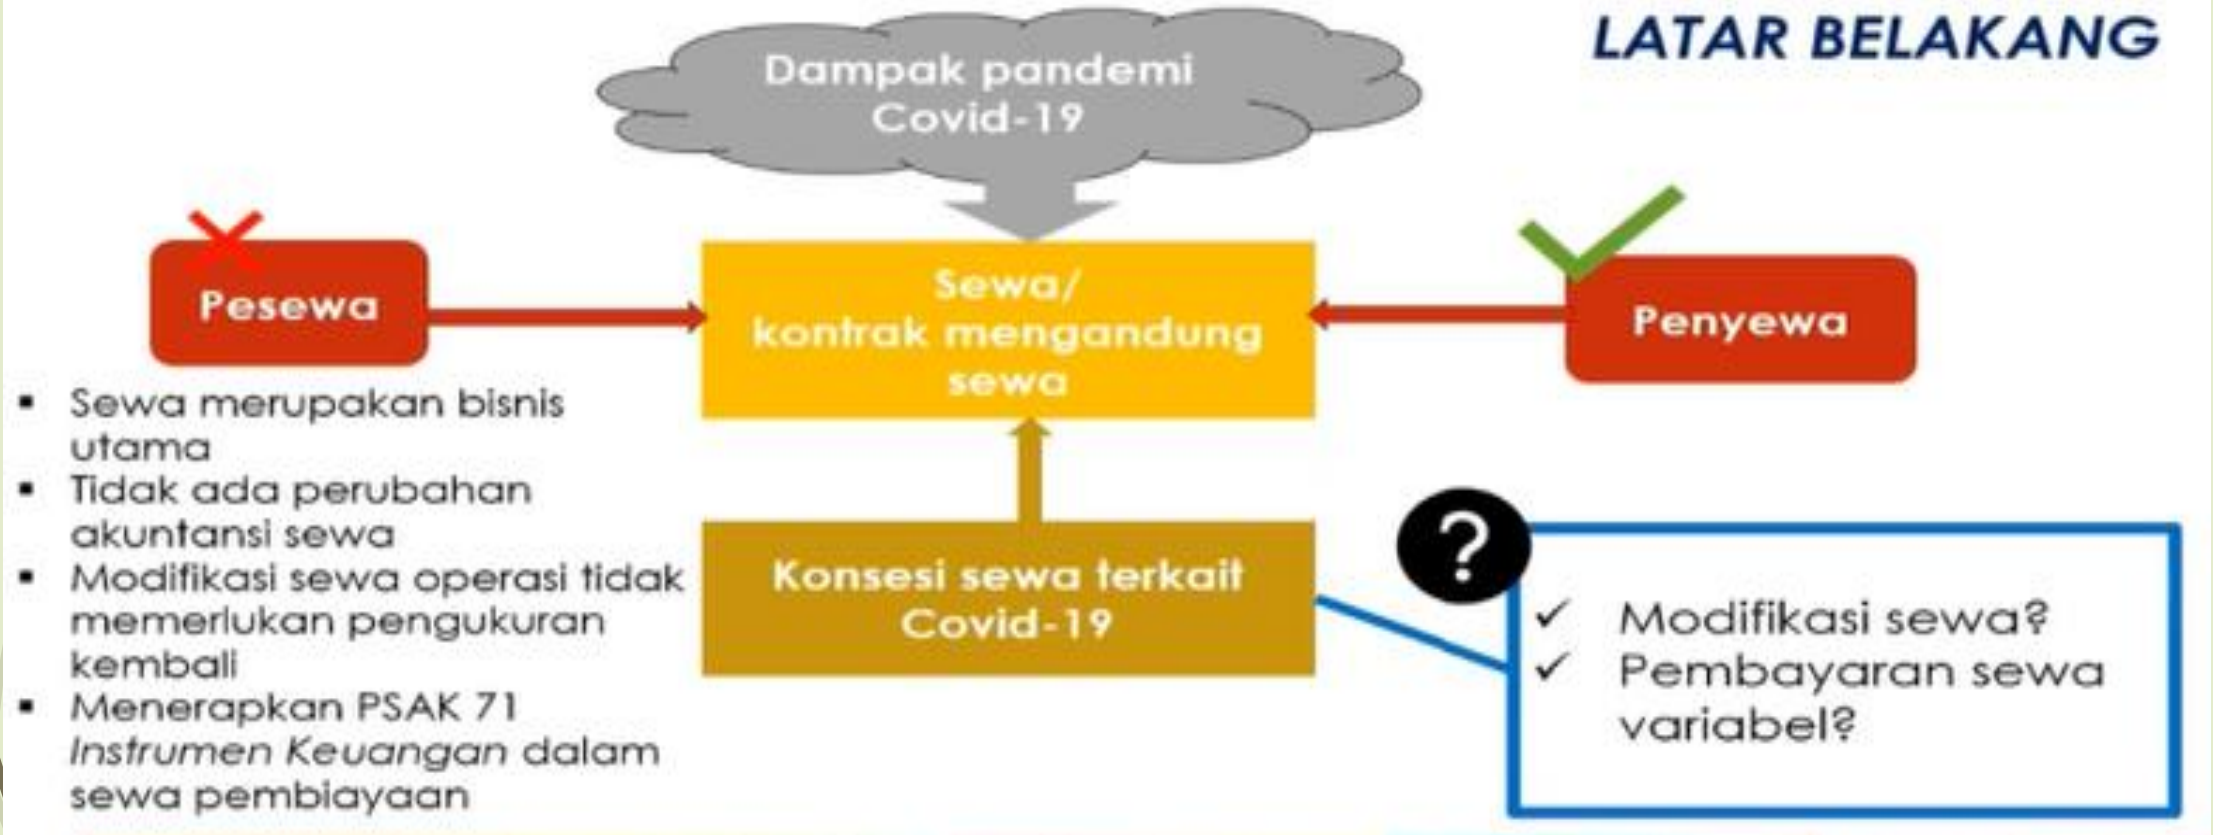 LATAR BELAKANG
Dampak pandemi
Covid-19
Pesewa
Sewa/
kontrak mengandung
sewa
Penyewa
▪ Sewa merupakan bisnis
utama
▪ Tidak ada perubahan
akuntansi sewa
▪ Modifikasi sewa operasi tidak
memerlukan pengukuran
kembali
▪ Menerapkan PSAK 71
Instrumen Keuangan dalam
sewa pembiayaan
Konsesi sewa terkait
Covid-19
?
✓ Modifikasi sewa?
✓ Pembayaran sewa
variabel?